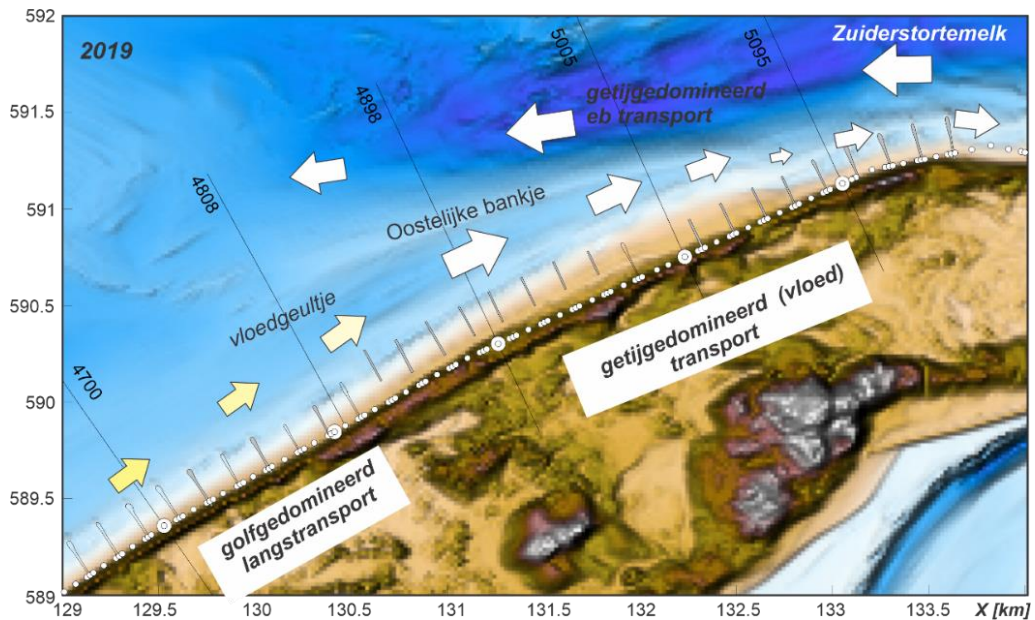 592
591.5
591
590.5
590
589.5
589
2019
Zuiderstortemelk
5005
5095
4898
4808
4700
getijgedomineerd
eb transport
Oostelijke bankje
vloedgeultje
getijgedomineerd (vloed)
transport
golfgedomineerd
langstransport
129
129.5
130
130.5
131
131.5
132
132.5
133
133.5
X [km]